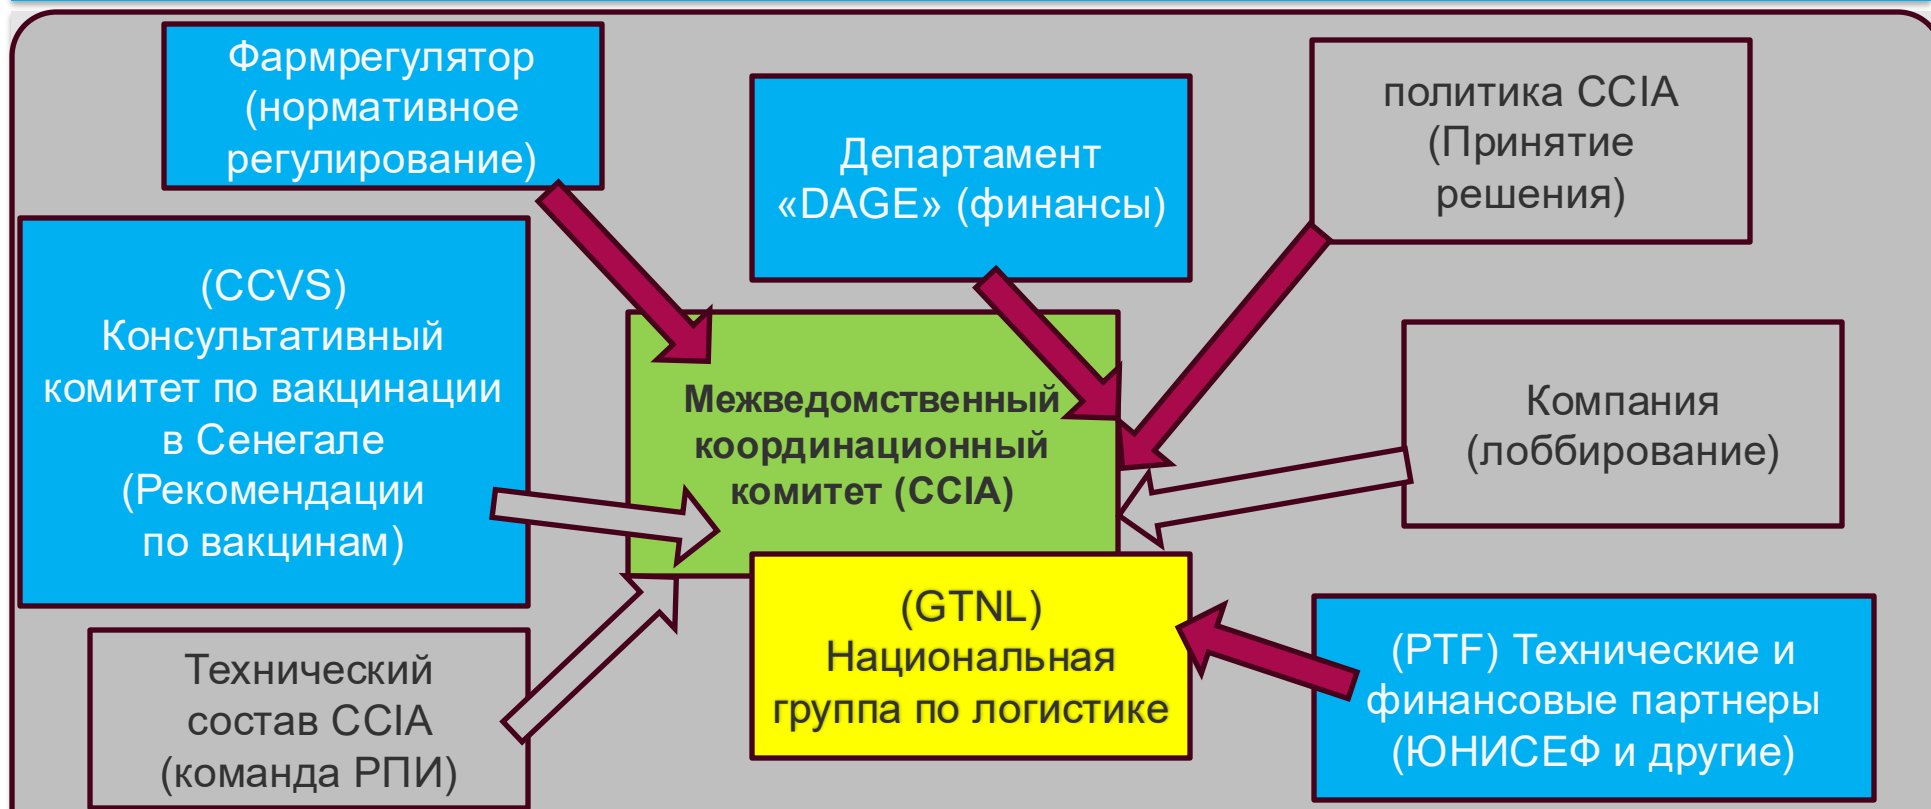 Фармрегулятор
(нормативное
регулирование)
Департамент
«DAGE» (финансы)
политика CCIA
(Принятие
решения)
(CCVS)
Консультативный
комитет по вакцинации
в Сенегале
(Рекомендации
по вакцинам)
Межведомственный
координационный
комитет (CCIA)
Компания
(лоббирование)
Технический
состав CCIA
(команда РПИ)
(GTNL)
Национальная
группа по логистике
(PTF) Технические и
финансовые партнеры
(ЮНИСЕФ и другие)